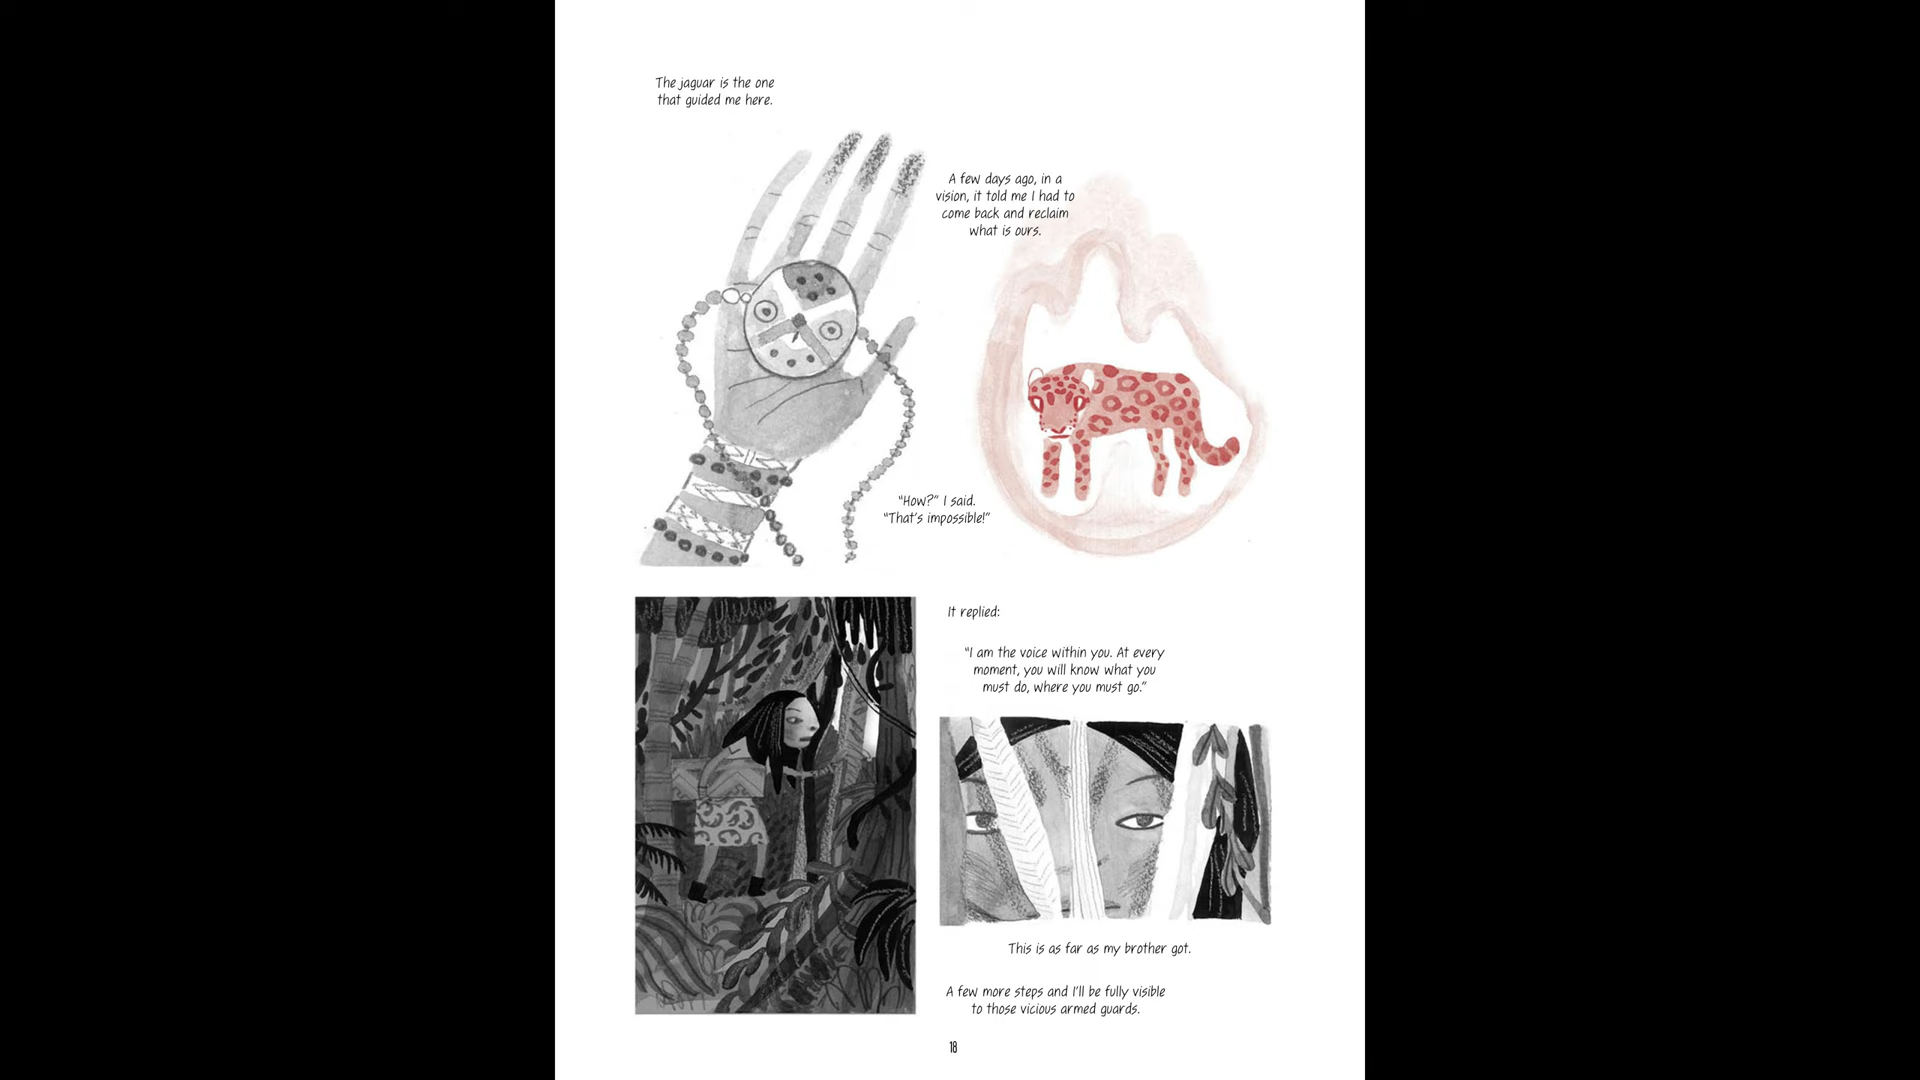 The jaguar is the one
that guided me here.
A few days ago, in a
vision, it told me I had to
come back and reclaim
what is ours.
“How?” I said.
“That’s impossible!”
It replied:
“I am the voice within you. At every
moment, you will know what you
must do, where you must go.”
This is as far as my brother got.
A few more steps and I’ll be fully visible
to those vicious armed guards.
18